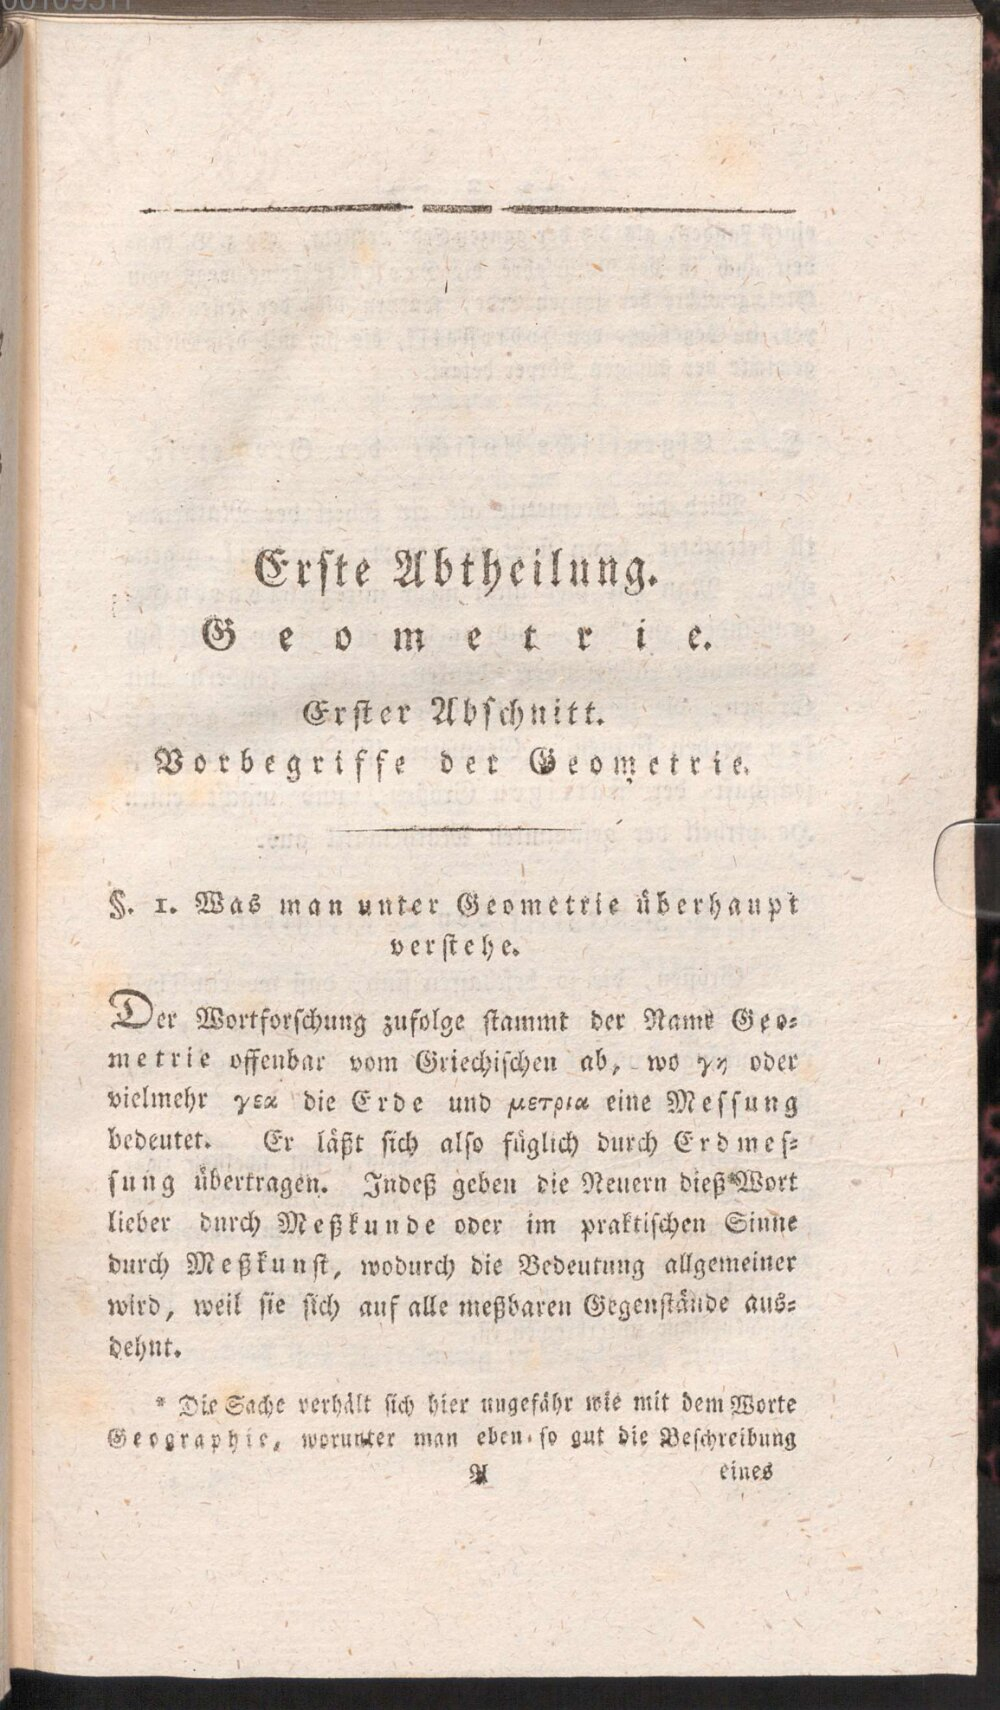 Erste Abtheilung.
Geometrie.
Erster Abschnitt.
Vorbegriffe der Geometrie.
§. 1. Was man unter Geometrie überhaupt
verstehe.
Der Wortforschung zufolge stammt der Name Geo-
metrie offenbar vom Griechischen ab, wo γη oder
vielmehr γεα die Erde und μετρια eine Messung
bedeutet. Er läßt sich also füglich durch Erdmes-
sung übertragen. Indeß geben die Neuern dieß* Wort
lieber durch Meßkunde oder im praktischen Sinne
durch Meßkunst, wodurch die Bedeutung allgemeiner
wird, weil sie sich auf alle meßbaren Gegenstände aus-
dehnt.
* Die Sache verhält sich hier ungefähr wie mit dem Worte
Geographie, worunter man eben so gut die Beschreibung
A eines